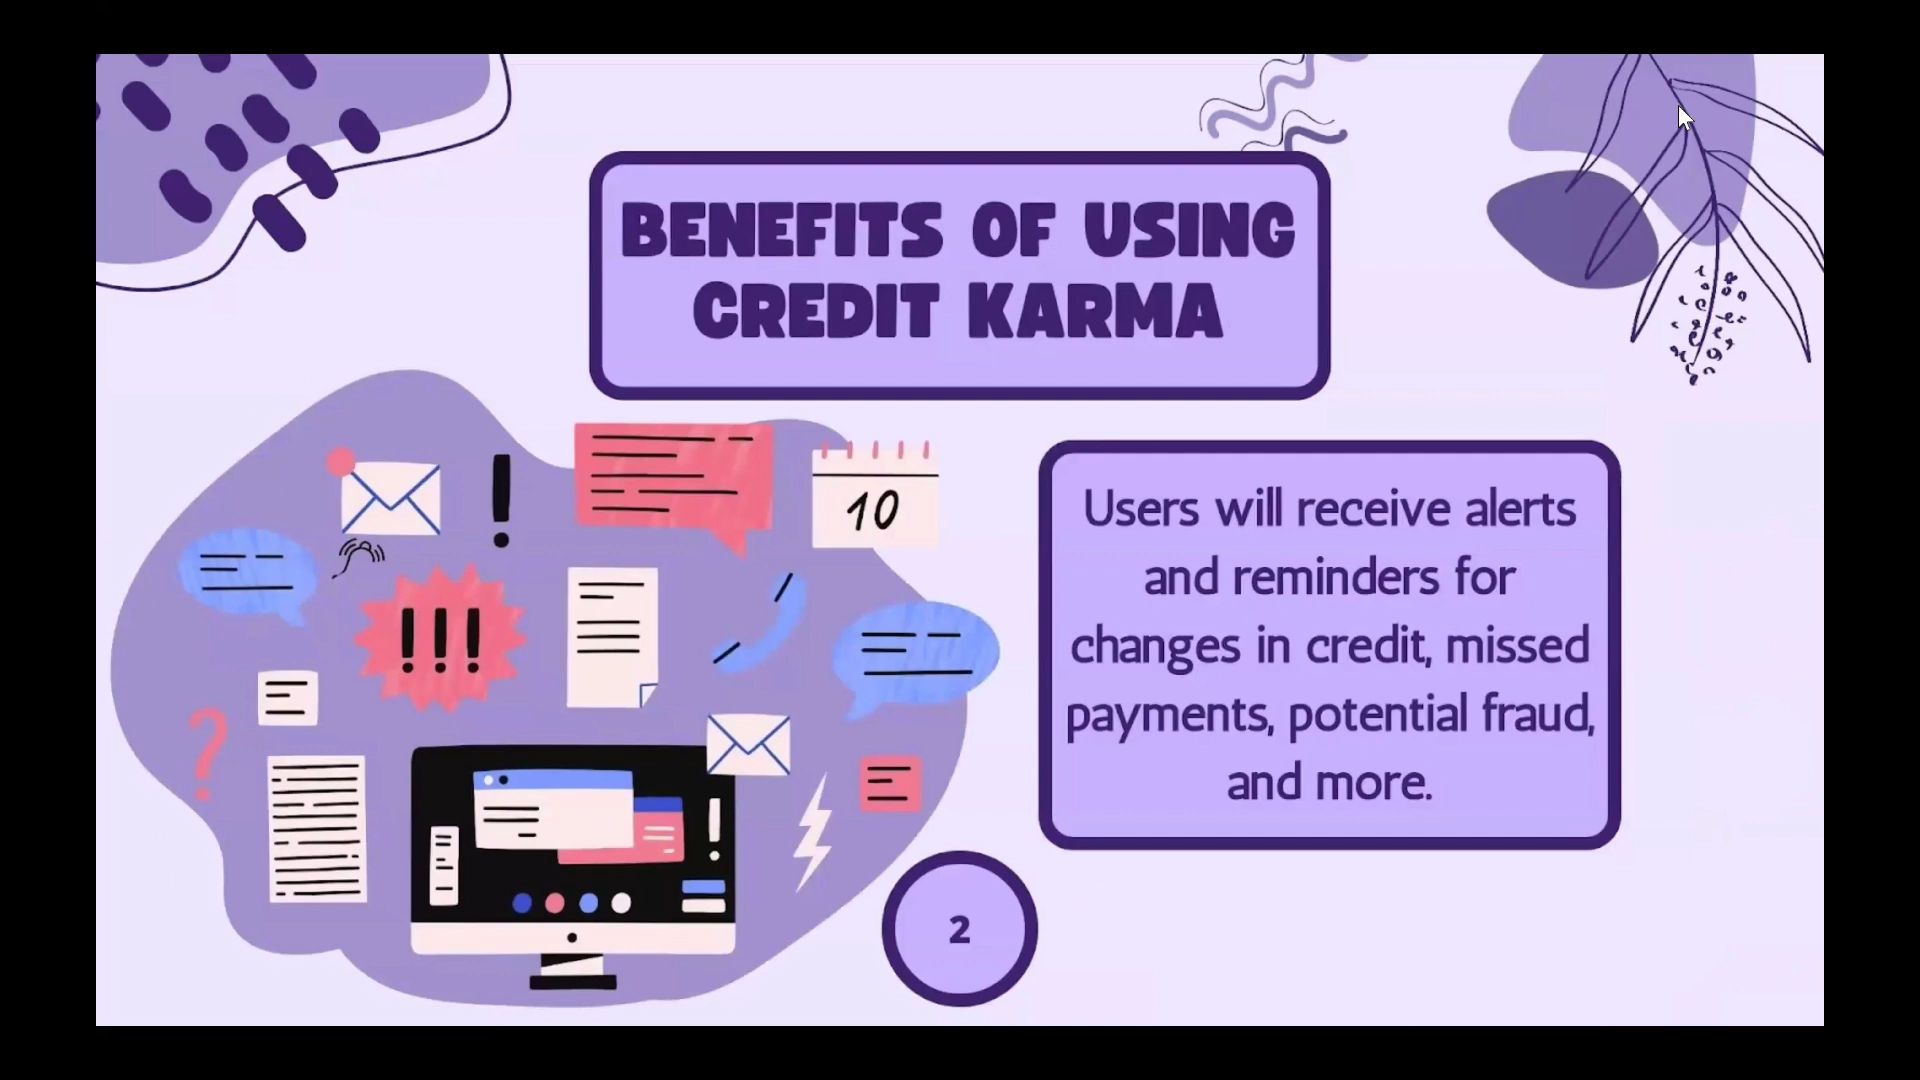 BENEFITS OF USING
CREDIT KARMA
10
!
!!!
?
!
Users will receive alerts
and reminders for
changes in credit, missed
payments, potential fraud,
and more.
2